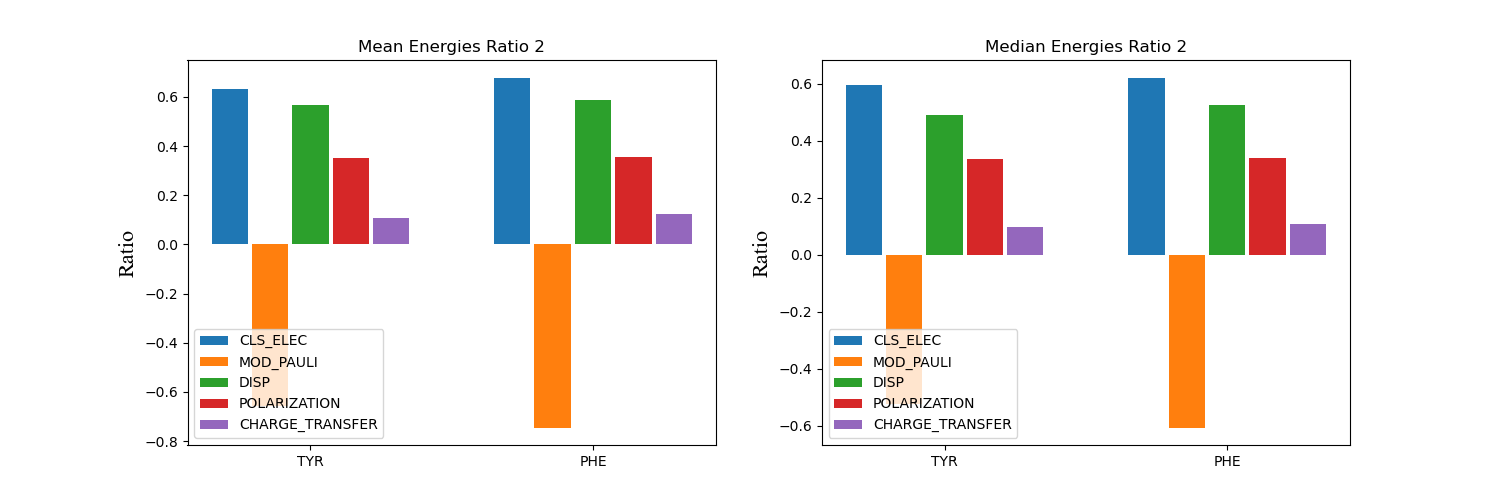 Mean Energies Ratio 2
Ratio
0.6
0.4
0.2
0.0
−0.2
−0.4
−0.6
−0.8
CLS_ELEC
MOD_PAULI
DISP
POLARIZATION
CHARGE_TRANSFER
TYR
PHE
Median Energies Ratio 2
Ratio
0.6
0.4
0.2
0.0
−0.2
−0.4
−0.6
CLS_ELEC
MOD_PAULI
DISP
POLARIZATION
CHARGE_TRANSFER
TYR
PHE